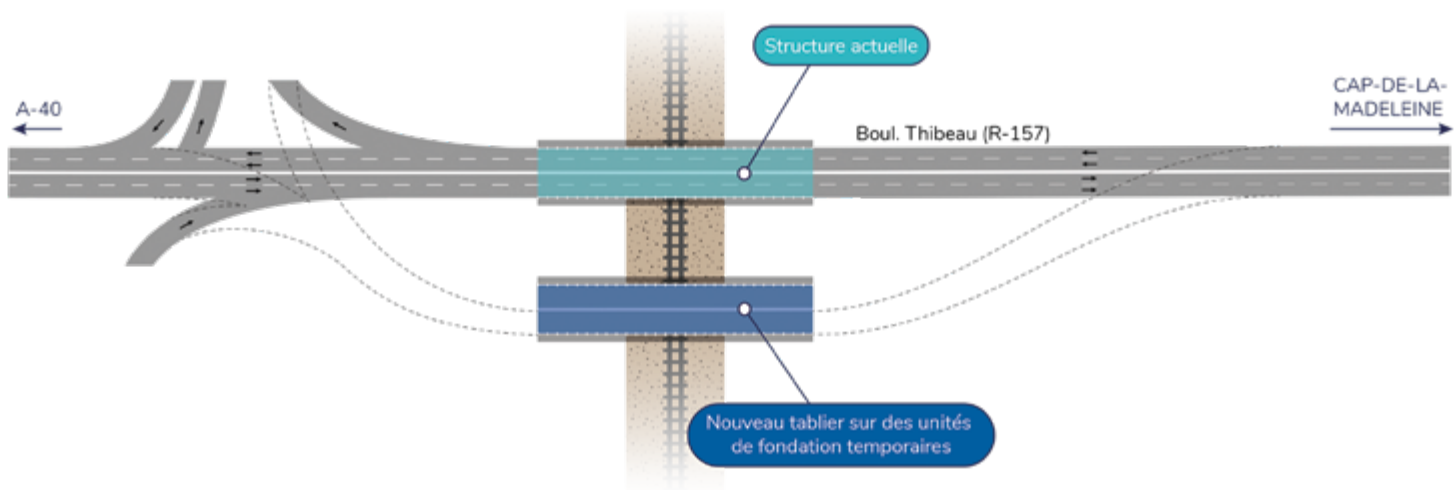 Structure actuelle
A-40
CAP-DE-LA-
MADELEINE
Boul. Thibeau (R-157)
Nouveau tablier sur des unités
de fondation temporaires